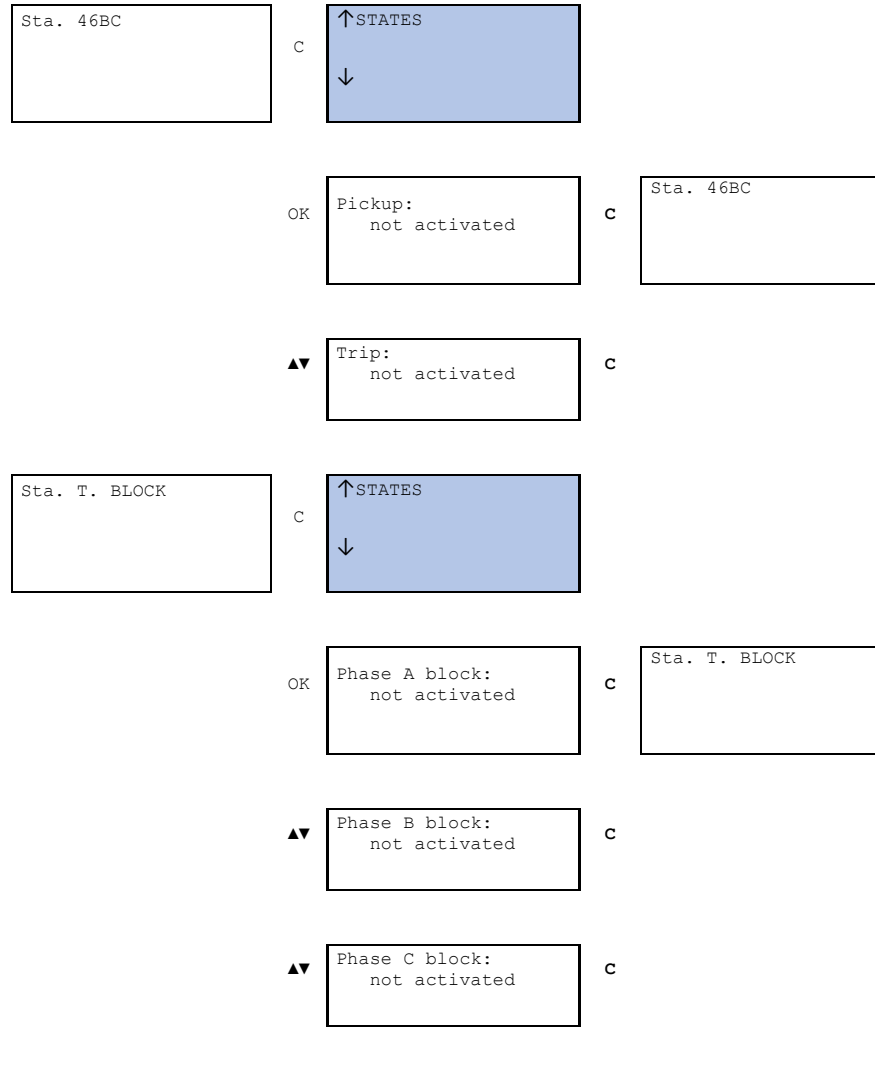 Sta. 46BC
C
↑STATES
↓
OK
Pickup:
not activated
C
Sta. 46BC
▲▼
Trip:
not activated
C
Sta. T. BLOCK
C
↑STATES
↓
OK
Phase A block:
not activated
C
Sta. T. BLOCK
▲▼
Phase B block:
not activated
C
▲▼
Phase C block:
not activated
C